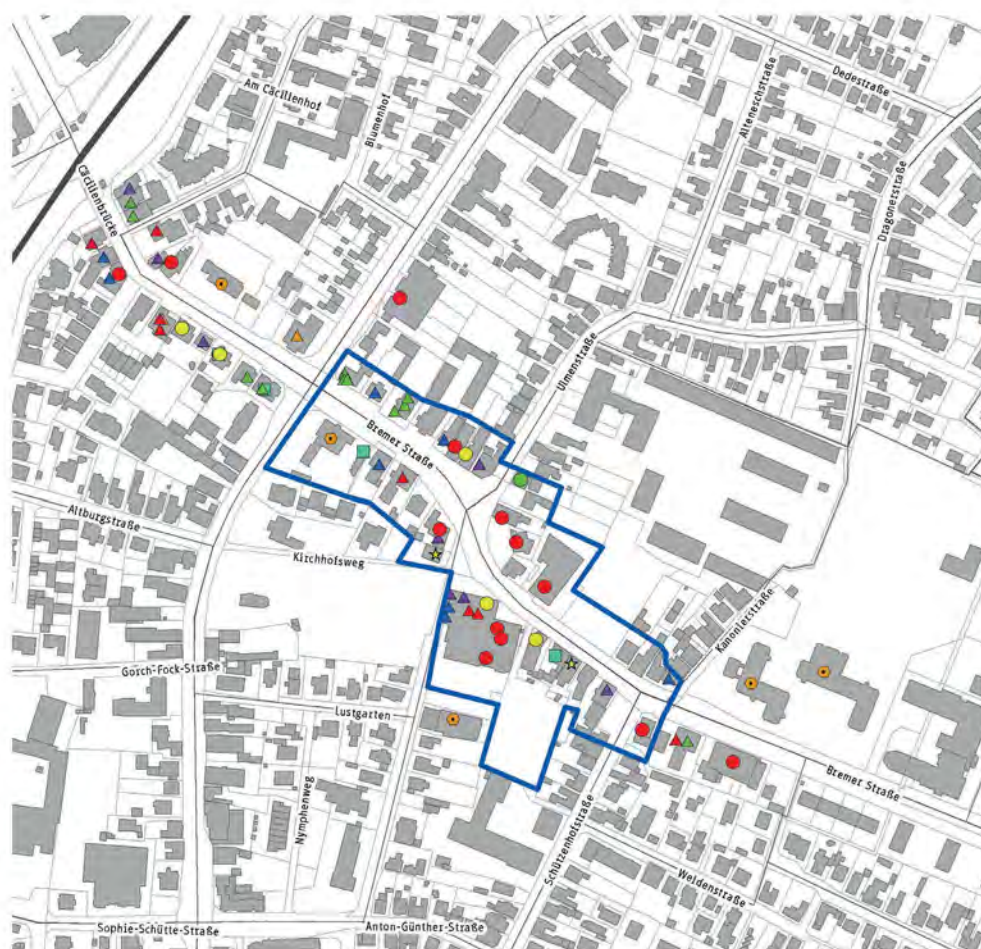 Dedestraße
Am Cäcilienhof
Blumenhof
Alteneschstraße
Dragonerstraße
Cäcilienbrücke
Ulmenstraße
Bremer Straße
Altburgstraße
Kirchhofsweg
Kanonierstraße
Gorch-Fock-Straße
Lustgarten
Nymphenweg
Bremer Straße
Schützenhofstraße
Weidenstraße
Sophie-Schütte-Straße
Anton-Günther-Straße